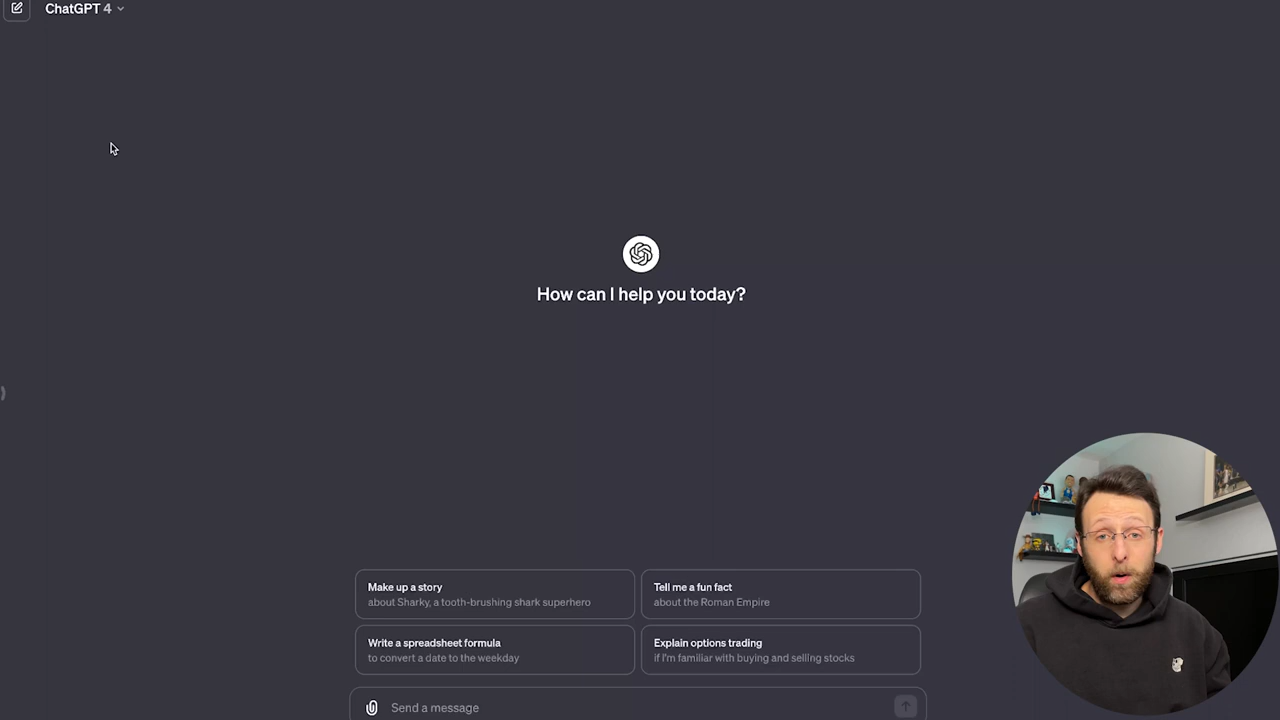 ChatGPT 4
How can I help you today?
Make up a story
about Sharky, a tooth-brushing shark superhero
Tell me a fun fact
about the Roman Empire
Write a spreadsheet formula
to convert a date to the weekday
Explain options trading
if I'm familiar with buying and selling stocks
Send a message